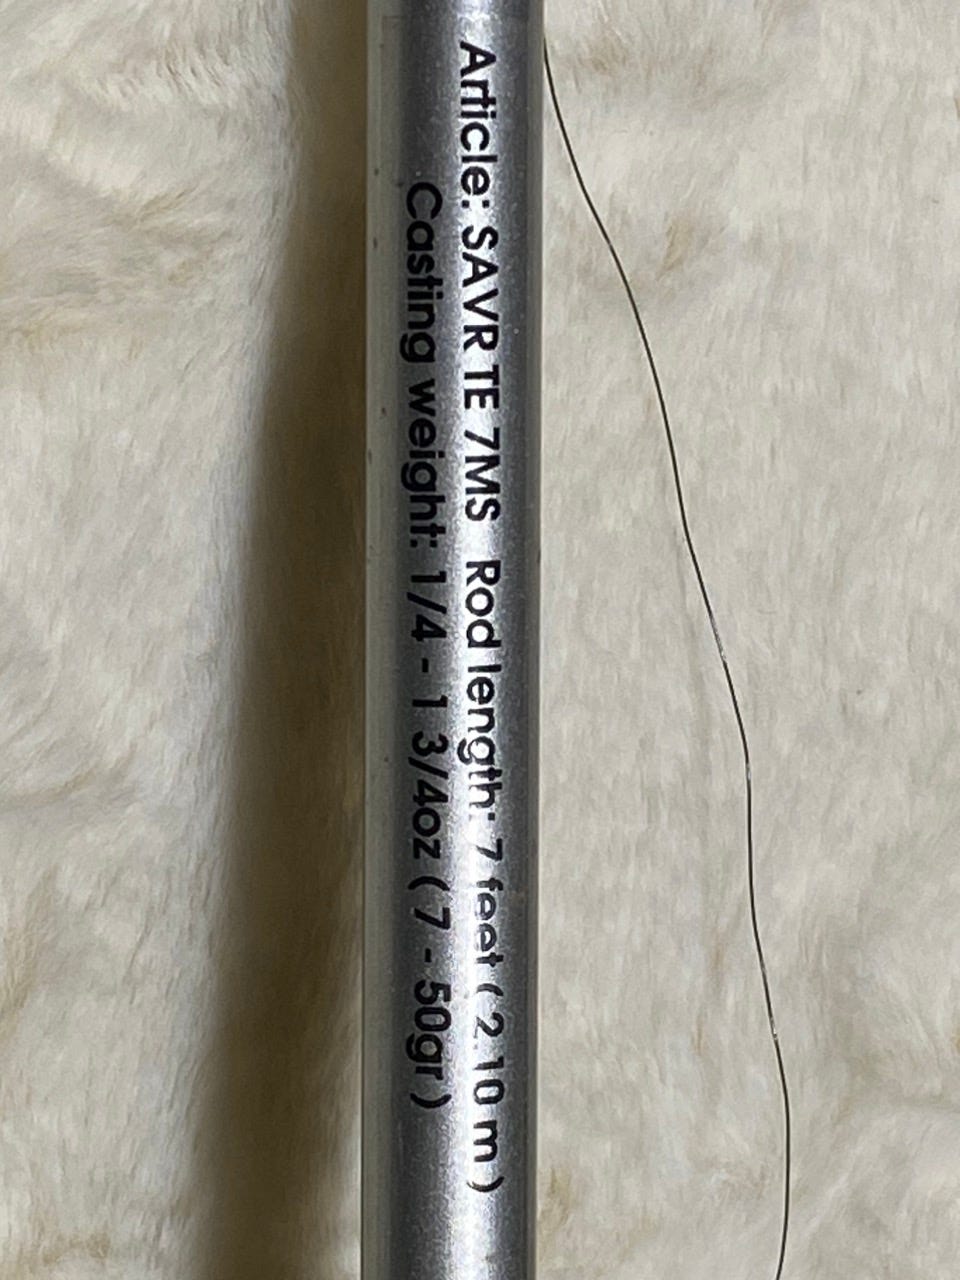 Article: SAVR TE 7MS Rod length: 7 feet ( 2.10 m )
Casting weight: 1/4 - 1 3/4oz ( 7 - 50gr )